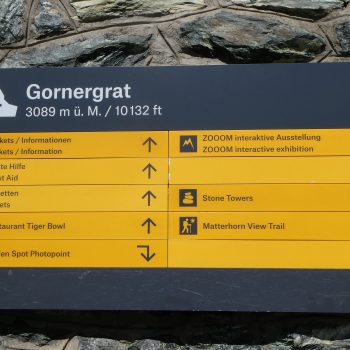 Gornergrat
3089 m ü. M. / 10132 ft
/ Informationen
/ Information
Hilfe
Aid
Restaurant Tiger Bowl
Spot Photopoint
ZOOOM interaktive Ausstellung
ZOOOM interactive exhibition
Stone Towers
Matterhorn View Trail